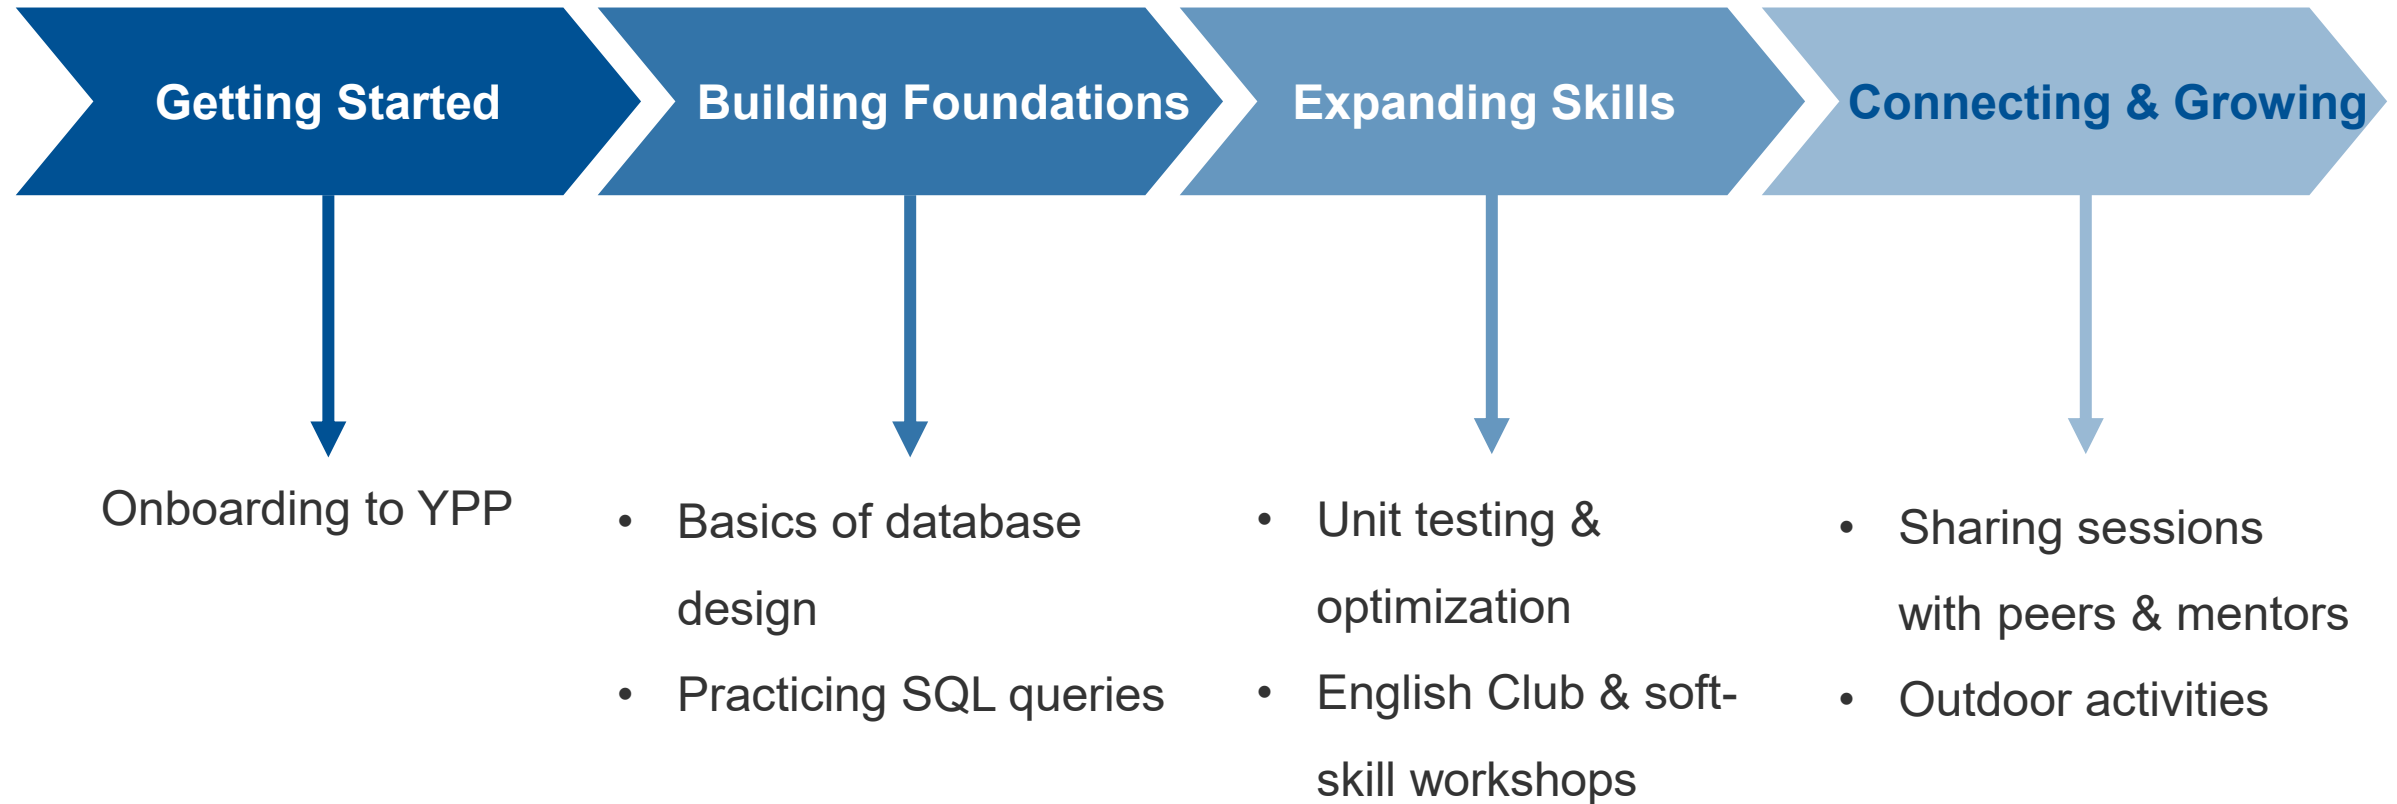 Getting Started
Building Foundations
Expanding Skills
Connecting & Growing
Onboarding to YPP
• Basics of database
design
• Practicing SQL queries
• Unit testing &
optimization
• English Club & soft-
skill workshops
• Sharing sessions
with peers & mentors
• Outdoor activities